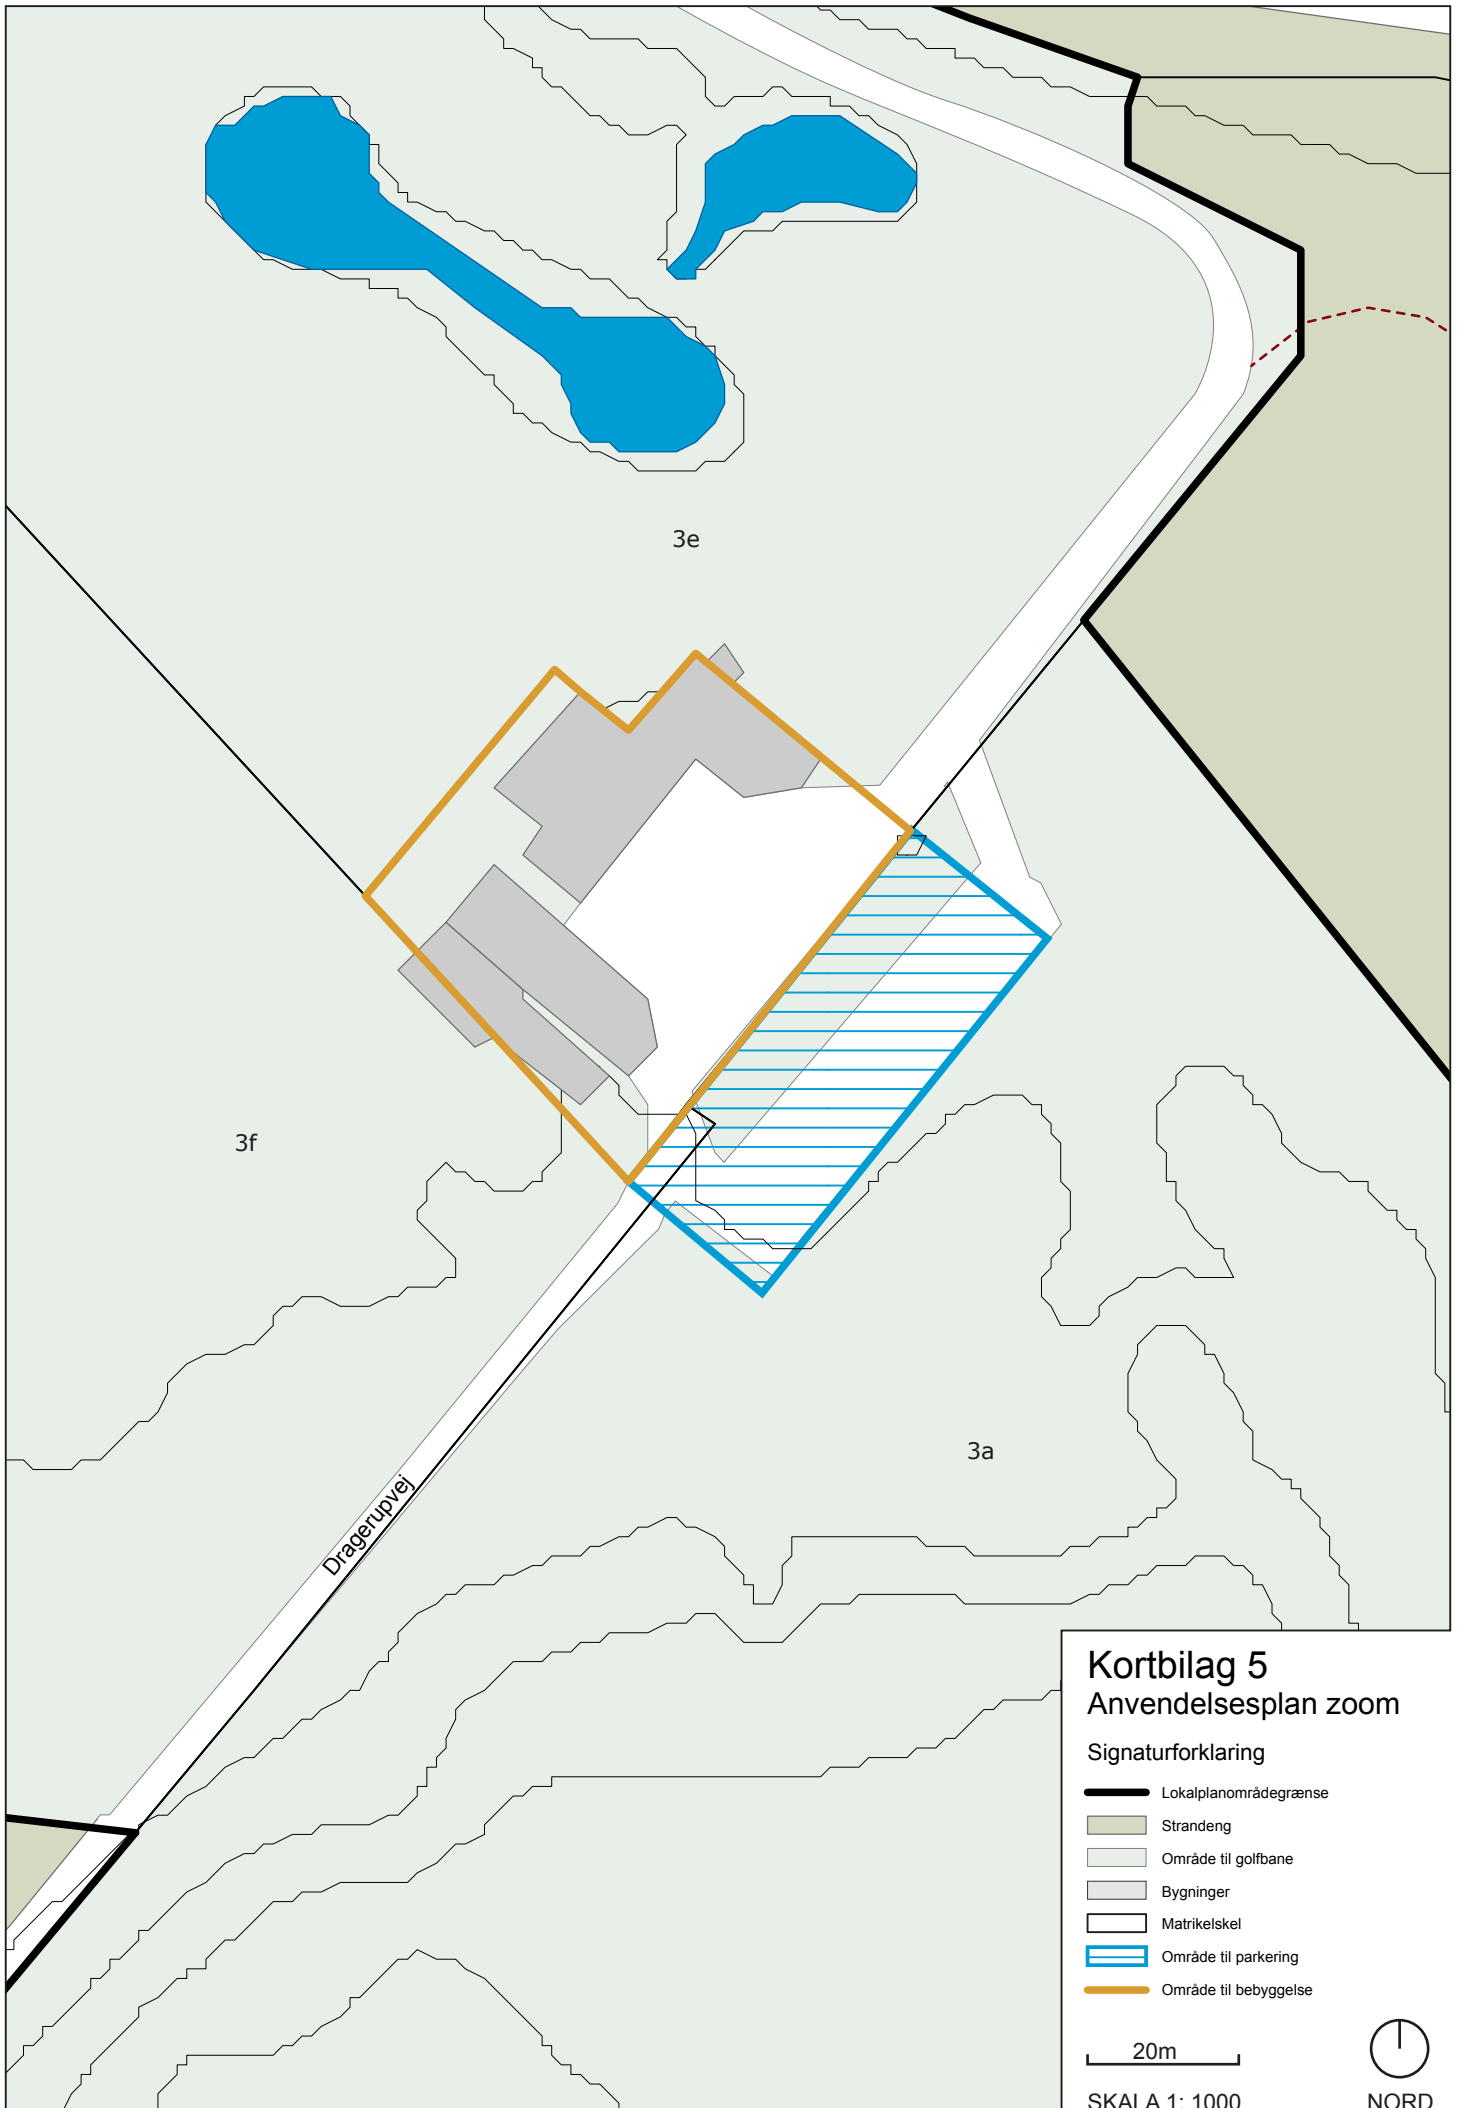 3e
3f
3a
Dragerupvej
Kortbilag 5
Anvendelsesplan zoom
Signaturforklaring
Lokalplanområdegrænse
Strandeng
Område til golfbane
Bygninger
Matrikelskel
Område til parkering
Område til bebyggelse
20m
SKALA 1: 1000
NORD